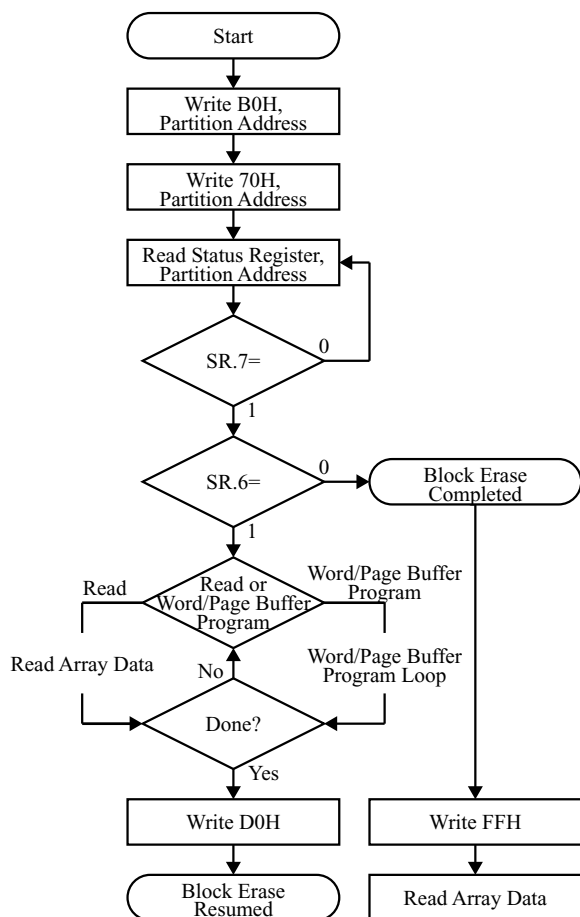 Start
Write B0H,
Partition Address
Write 70H,
Partition Address
Read Status Register,
Partition Address
SR.7=
0
1
SR.6=
0
Block Erase
Completed
1
Read
Read or
Word/Page Buffer
Program
Word/Page Buffer
Program
Read Array Data
No
Word/Page Buffer
Program Loop
Done?
Yes
Write D0H
Write FFH
Block Erase
Resumed
Read Array Data